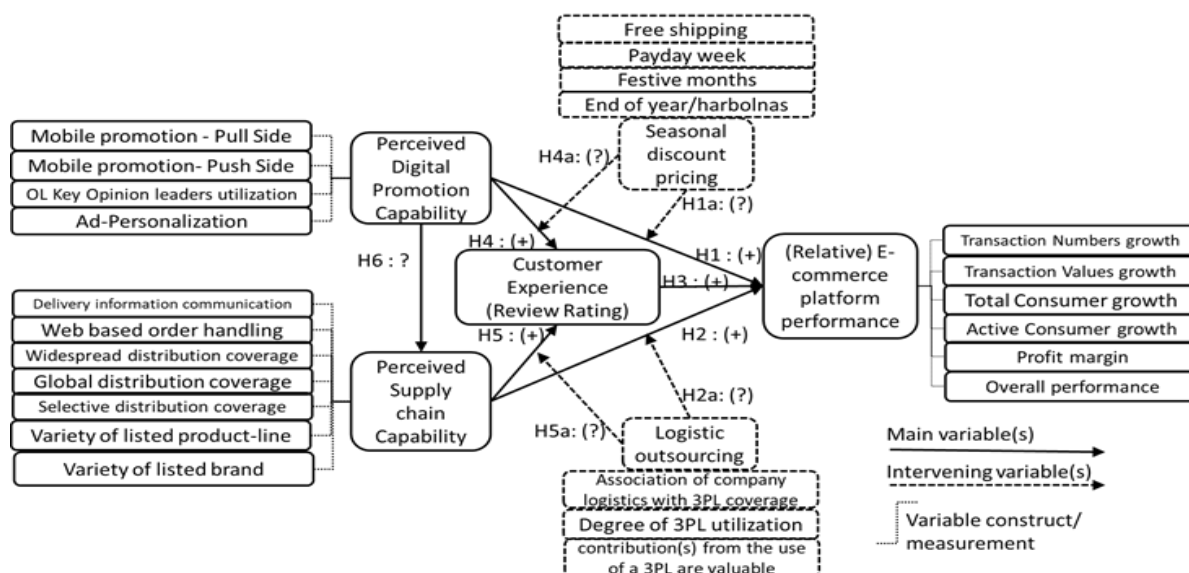 Free shipping
Payday week
Festive months
End of year/harbolnas
Seasonal
discount
pricing
Mobile promotion - Pull Side
Mobile promotion- Push Side
OL Key Opinion leaders utilization
Ad-Personalization
Perceived
Digital
Promotion
Capability
H4a: (?)
H1a: (?)
H4 : (+)
H1 : (+)
H6 : ?
Customer
Experience
(Review Rating)
H3 : (+)
(Relative) E-
commerce
platform
performance
Transaction Numbers growth
Transaction Values growth
Total Consumer growth
Active Consumer growth
Profit margin
Overall performance
H5 : (+)
H2 : (+)
Delivery information communication
Web based order handling
Widespread distribution coverage
Global distribution coverage
Selective distribution coverage
Variety of listed product-line
Variety of listed brand
Perceived
Supply
chain
Capability
H2a: (?)
H5a: (?)
Logistic
outsourcing
Association of company
logistics with 3PL coverage
Degree of 3PL utilization
contribution(s) from the use
of a 3PL are valuable
Main variable(s)
Intervening variable(s)
Variable construct/
measurement